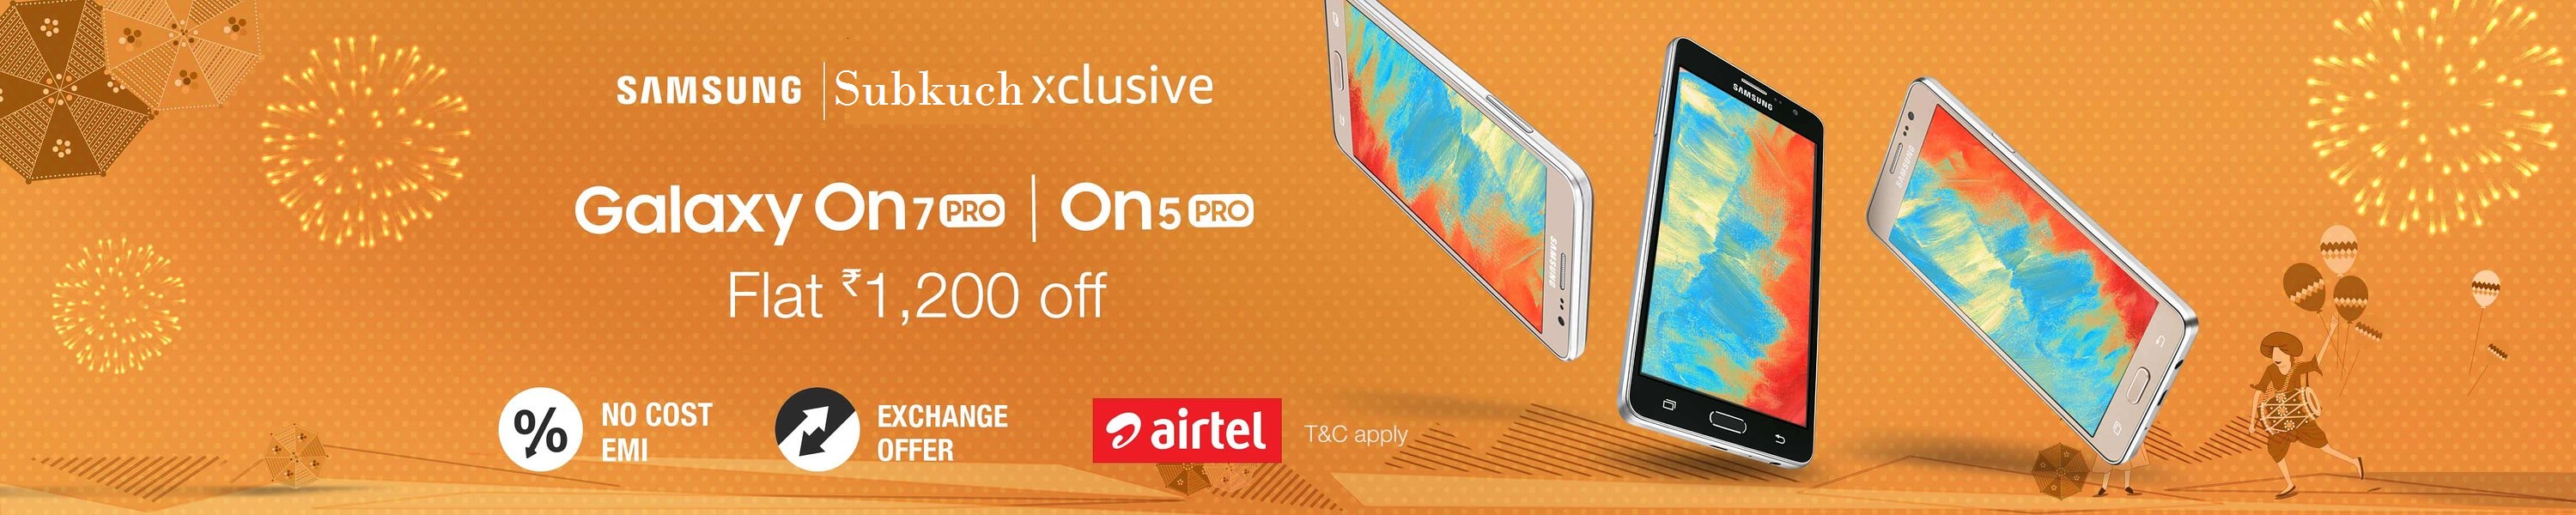 SAMSUNG | Subkuch xclusive
Galaxy On7 PRO | On5 PRO
Flat ₹1,200 off
NO COST
EMI
EXCHANGE
OFFER
airtel
T&C apply
SAMSUNG
SAMSUNG
SAMSUNG